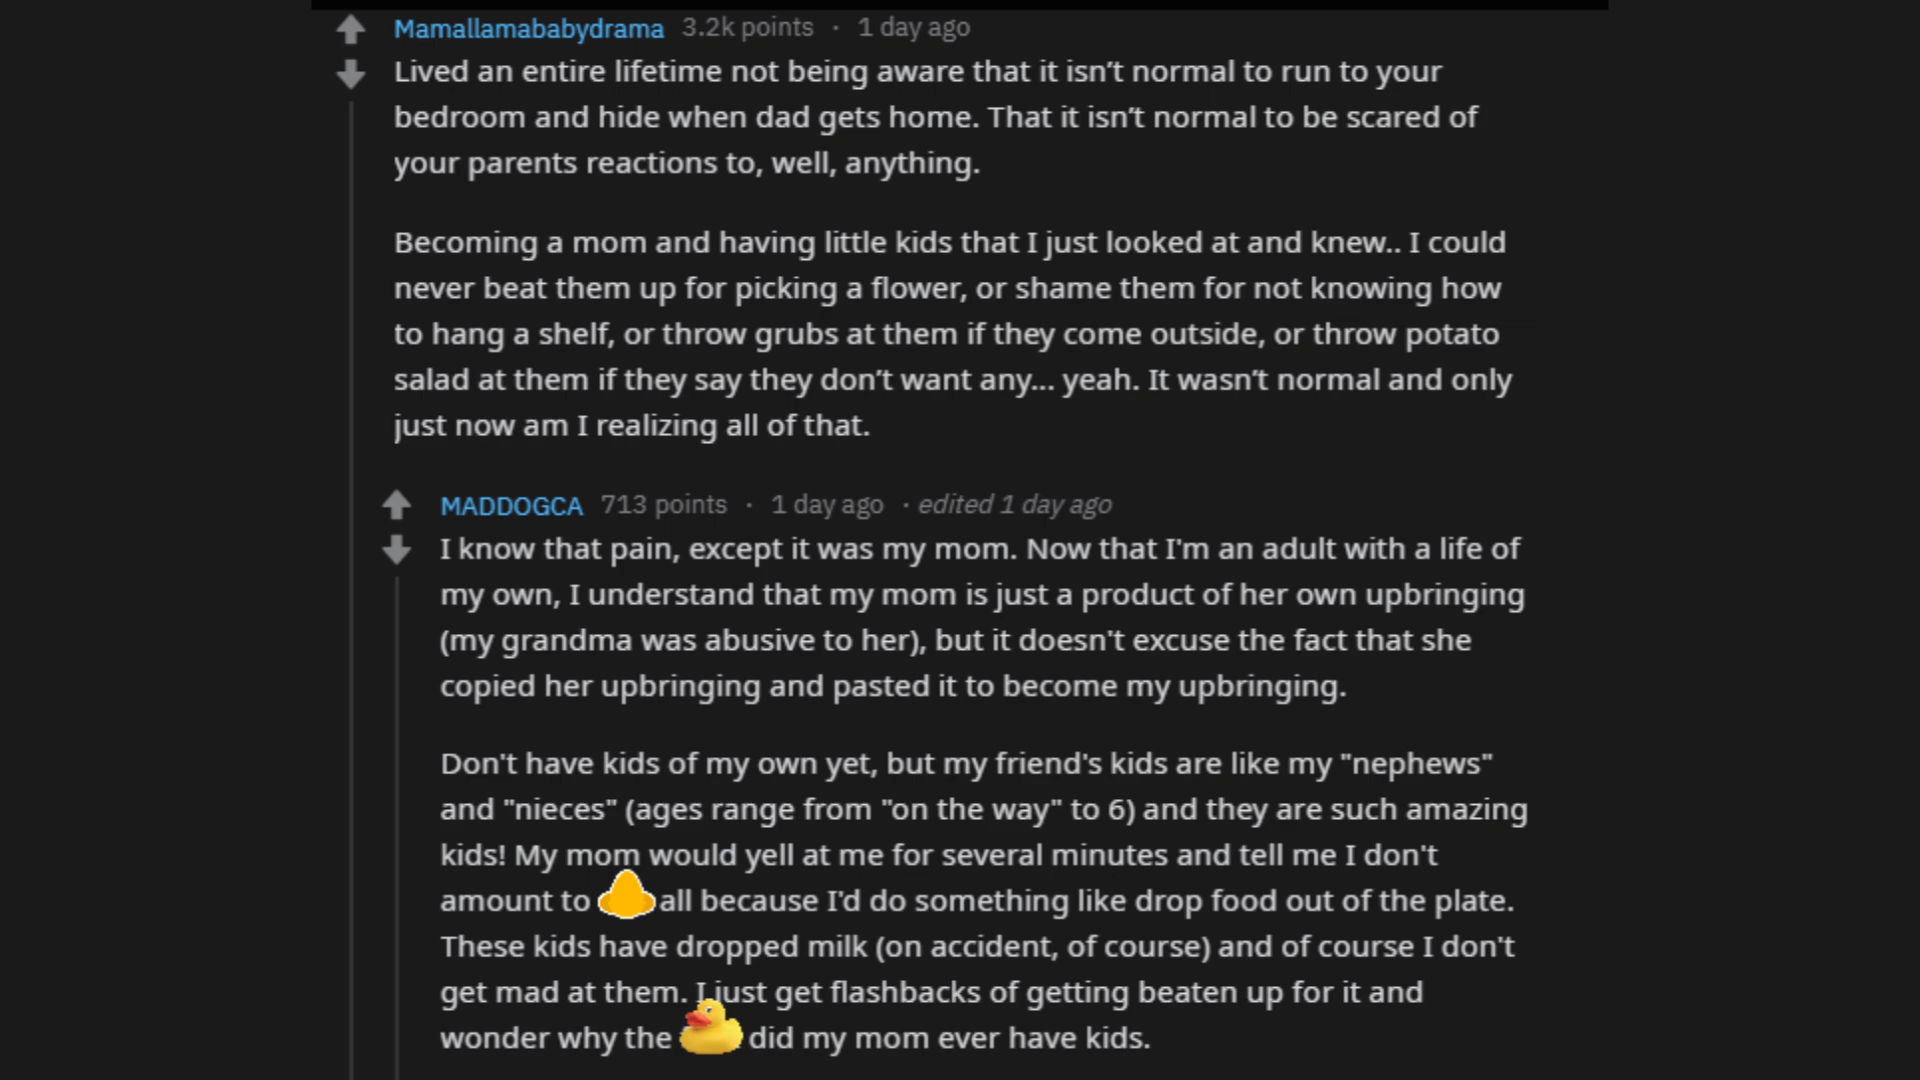 Mamallamababydrama 3.2k points · 1 day ago
Lived an entire lifetime not being aware that it isn’t normal to run to your
bedroom and hide when dad gets home. That it isn’t normal to be scared of
your parents reactions to, well, anything.
Becoming a mom and having little kids that I just looked at and knew.. I could
never beat them up for picking a flower, or shame them for not knowing how
to hang a shelf, or throw grubs at them if they come outside, or throw potato
salad at them if they say they don’t want any... yeah. It wasn’t normal and only
just now am I realizing all of that.
MADDOGCA 713 points · 1 day ago · edited 1 day ago
I know that pain, except it was my mom. Now that I'm an adult with a life of
my own, I understand that my mom is just a product of her own upbringing
(my grandma was abusive to her), but it doesn't excuse the fact that she
copied her upbringing and pasted it to become my upbringing.
Don't have kids of my own yet, but my friend's kids are like my "nephews"
and "nieces" (ages range from "on the way" to 6) and they are such amazing
kids! My mom would yell at me for several minutes and tell me I don't
amount to all because I'd do something like drop food out of the plate.
These kids have dropped milk (on accident, of course) and of course I don't
get mad at them. I just get flashbacks of getting beaten up for it and
wonder why the did my mom ever have kids.